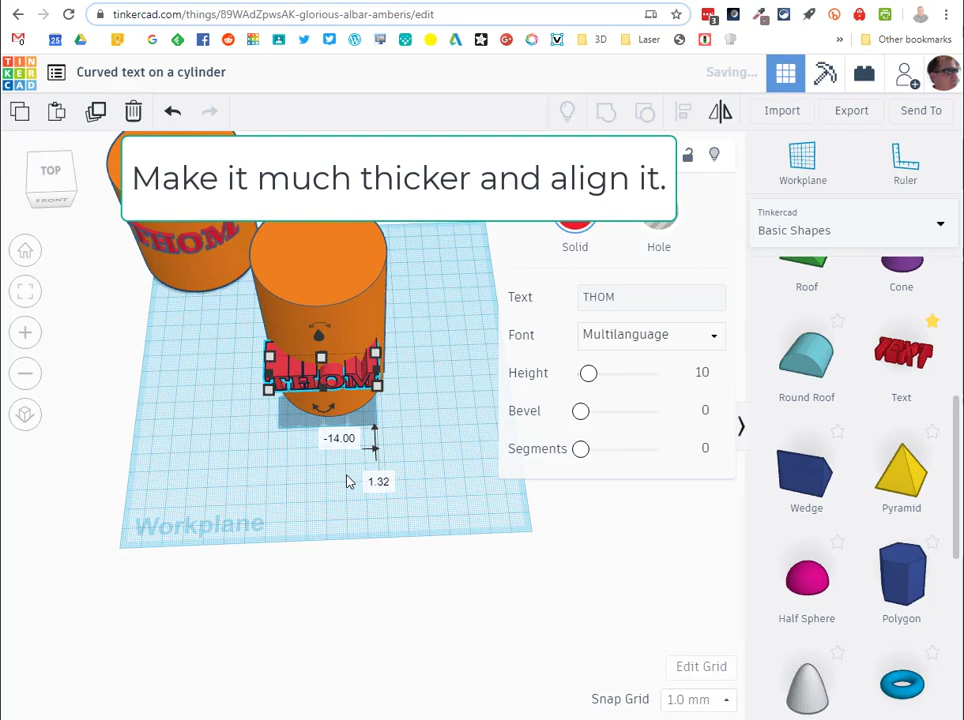 tinkercad.com/things/89WAdZpwsAK-glorious-albar-amberis/edit
3D
Laser
Other bookmarks
TIN
KER
CAD
Curved text on a cylinder
Saving...
Import
Export
Send To
Make it much thicker and align it.
TOP
FRONT
THOM
THOM
-14.00
1.32
Workplane
Solid
Hole
Text
THOM
Font
Multilanguage
Height
10
Bevel
0
Segments
0
Edit Grid
Snap Grid
1.0 mm
Workplane
Ruler
Tinkercad
Basic Shapes
Roof
Cone
TEXT
Round Roof
Text
Wedge
Pyramid
Half Sphere
Polygon